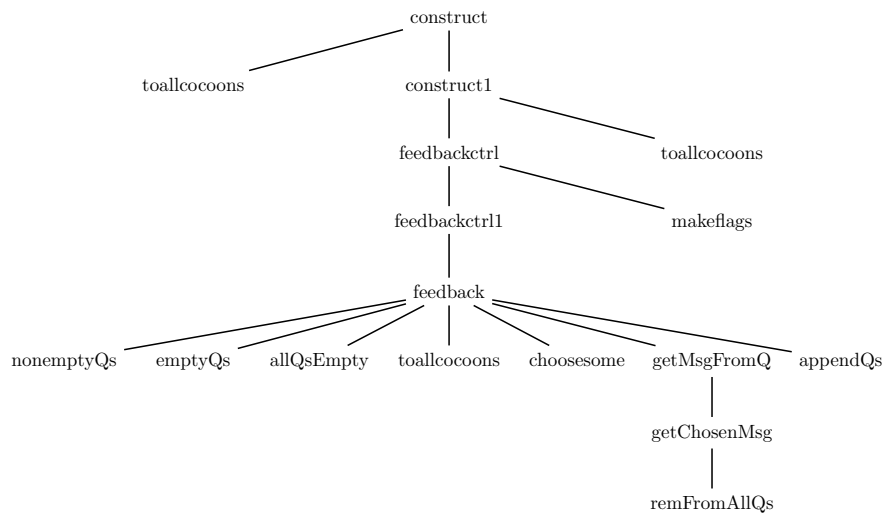 construct
toallcocoons
construct1
feedbackctrl
toallcocoons
feedbackctrl1
makeflags
feedback
nonemptyQs
emptyQs
allQsEmpty
toallcocoons
choosesome
getMsgFromQ
appendQs
getChosenMsg
remFromAllQs